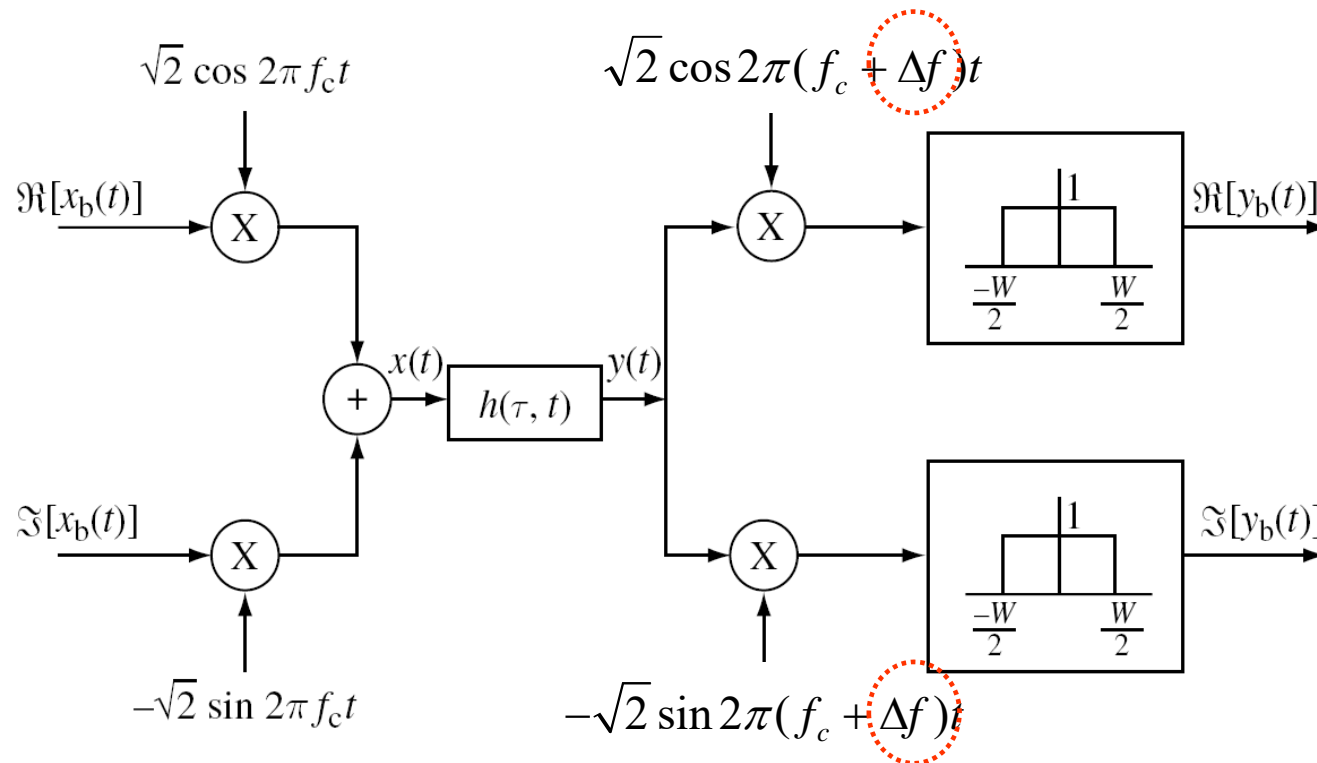 √2 cos 2πf_c t
√2 cos 2π(f_c + Δf)t
ℜ[x_b(t)]
X
X
1
−W/2
W/2
ℜ[y_b(t)]
x(t)
y(t)
+
h(τ, t)
ℑ[x_b(t)]
X
X
1
−W/2
W/2
ℑ[y_b(t)]
−√2 sin 2πf_c t
−√2 sin 2π(f_c + Δf)t